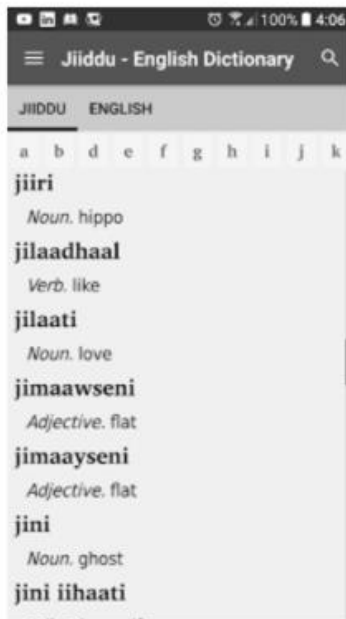 100% 4:06
Jiiddu - English Dictionary
JIIDDU ENGLISH
a b d e f g h i j k
jiiri
Noun. hippo
jilaadhaal
Verb. like
jilaati
Noun. love
jimaawseni
Adjective. flat
jimaayseni
Adjective. flat
jini
Noun. ghost
jini iihaati